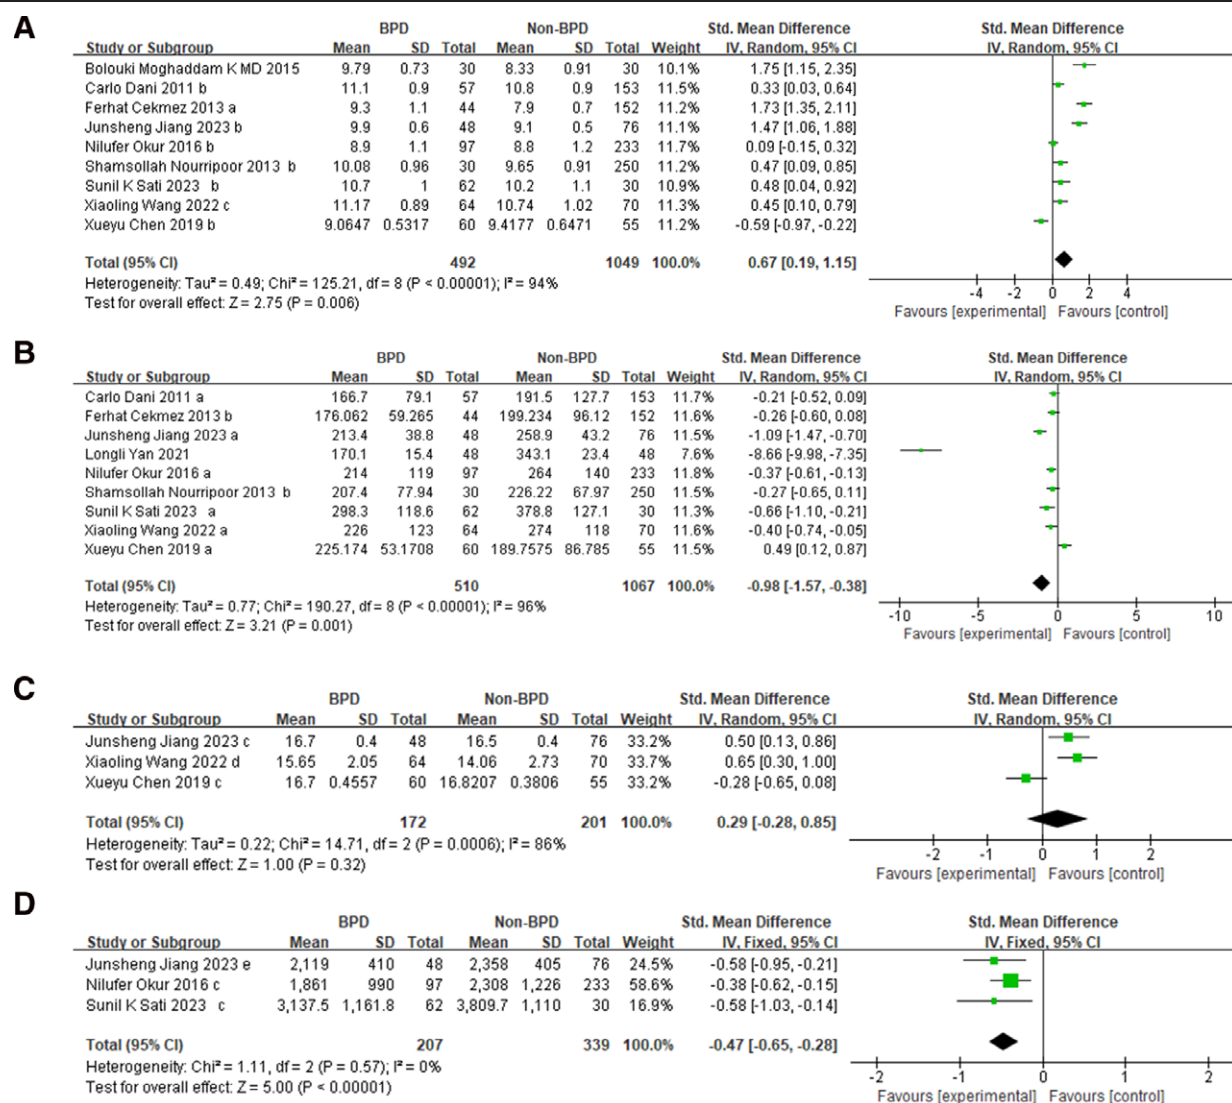 A
BPD Non-BPD Std. Mean Difference Std. Mean Difference
Study or Subgroup Mean SD Total Mean SD Total Weight IV, Random, 95% CI IV, Random, 95% CI
Bolouki Moghaddam K MD 2015 9.79 0.73 30 8.33 0.91 30 10.1% 1.75 [1.15, 2.35]
Carlo Dani 2011 b 11.1 0.9 57 10.8 0.9 153 11.5% 0.33 [0.03, 0.64]
Ferhat Cekmez 2013 a 9.3 1.1 44 7.9 0.7 152 11.2% 1.73 [1.35, 2.11]
Junsheng Jiang 2023 b 9.9 0.6 48 9.1 0.5 76 11.1% 1.47 [1.06, 1.88]
Nilufer Okur 2016 b 8.9 1.1 97 8.8 1.2 233 11.6% 0.09 [-0.15, 0.32]
Shamsollah Nourripoor 2013 b 10.08 0.96 30 9.65 0.91 250 11.2% 0.47 [0.09, 0.85]
Sunil K Sati 2023 b 10.7 1 62 10.2 1.1 30 10.9% 0.48 [0.04, 0.92]
Xiaoling Wang 2022 c 11.17 0.89 64 10.74 1.02 70 11.3% 0.45 [0.10, 0.79]
Xueyu Chen 2019 b 9.0647 0.5317 60 9.4177 0.6471 55 11.2% -0.59 [-0.97, -0.22]
Total (95% CI) 492 1049 100.0% 0.67 [0.19, 1.15]
Heterogeneity: Tau² = 0.49; Chi² = 125.21, df = 8 (P < 0.00001); I² = 94%
Test for overall effect: Z = 2.75 (P = 0.006)
-4 -2 0 2 4
Favours [experimental] Favours [control]
B
BPD Non-BPD Std. Mean Difference Std. Mean Difference
Study or Subgroup Mean SD Total Mean SD Total Weight IV, Random, 95% CI IV, Random, 95% CI
Carlo Dani 2011 a 166.7 79.1 57 191.5 127.7 153 11.7% -0.21 [-0.52, 0.09]
Ferhat Cekmez 2013 b 176.062 59.265 44 199.234 96.12 152 11.6% -0.26 [-0.60, 0.08]
Junsheng Jiang 2023 a 213.4 38.8 48 258.9 43.2 76 11.5% -1.09 [-1.47, -0.70]
Longli Yan 2021 170.1 15.4 48 343.1 23.4 48 7.6% -8.66 [-9.98, -7.35]
Nilufer Okur 2016 a 214 119 97 264 140 233 11.8% -0.37 [-0.61, -0.13]
Shamsollah Nourripoor 2013 b 207.4 77.94 30 226.22 67.97 250 11.5% -0.27 [-0.65, 0.11]
Sunil K Sati 2023 a 298.3 118.6 62 378.8 127.1 30 11.3% -0.66 [-1.10, -0.21]
Xiaoling Wang 2022 a 226 123 64 274 118 70 11.6% -0.40 [-0.74, -0.05]
Xueyu Chen 2019 a 225.174 53.1708 60 189.7575 86.785 55 11.5% 0.49 [0.12, 0.87]
Total (95% CI) 510 1067 100.0% -0.98 [-1.57, -0.38]
Heterogeneity: Tau² = 0.77; Chi² = 190.27, df = 8 (P < 0.00001); I² = 96%
Test for overall effect: Z = 3.21 (P = 0.001)
-10 -5 0 5 10
Favours [experimental] Favours [control]
C
BPD Non-BPD Std. Mean Difference Std. Mean Difference
Study or Subgroup Mean SD Total Mean SD Total Weight IV, Random, 95% CI IV, Random, 95% CI
Junsheng Jiang 2023 c 16.7 0.4 48 16.5 0.4 76 33.2% 0.50 [0.13, 0.86]
Xiaoling Wang 2022 d 15.65 2.05 64 14.06 2.73 70 33.7% 0.65 [0.30, 1.00]
Xueyu Chen 2019 c 16.7 0.4557 60 16.8207 0.3806 55 33.2% -0.28 [-0.65, 0.08]
Total (95% CI) 172 201 100.0% 0.29 [-0.28, 0.85]
Heterogeneity: Tau² = 0.22; Chi² = 14.71, df = 2 (P = 0.0006); I² = 86%
Test for overall effect: Z = 1.00 (P = 0.32)
-2 -1 0 1 2
Favours [experimental] Favours [control]
D
BPD Non-BPD Std. Mean Difference Std. Mean Difference
Study or Subgroup Mean SD Total Mean SD Total Weight IV, Fixed, 95% CI IV, Fixed, 95% CI
Junsheng Jiang 2023 e 2,119 410 48 2,358 405 76 24.5% -0.58 [-0.95, -0.21]
Nilufer Okur 2016 c 1,861 990 97 2,308 1,226 233 58.6% -0.38 [-0.62, -0.15]
Sunil K Sati 2023 c 3,137.5 1,161.8 62 3,809.7 1,110 30 16.9% -0.58 [-1.03, -0.14]
Total (95% CI) 207 339 100.0% -0.47 [-0.65, -0.28]
Heterogeneity: Chi² = 1.11, df = 2 (P = 0.57); I² = 0%
Test for overall effect: Z = 5.00 (P < 0.00001)
-2 -1 0 1 2
Favours [experimental] Favours [control]